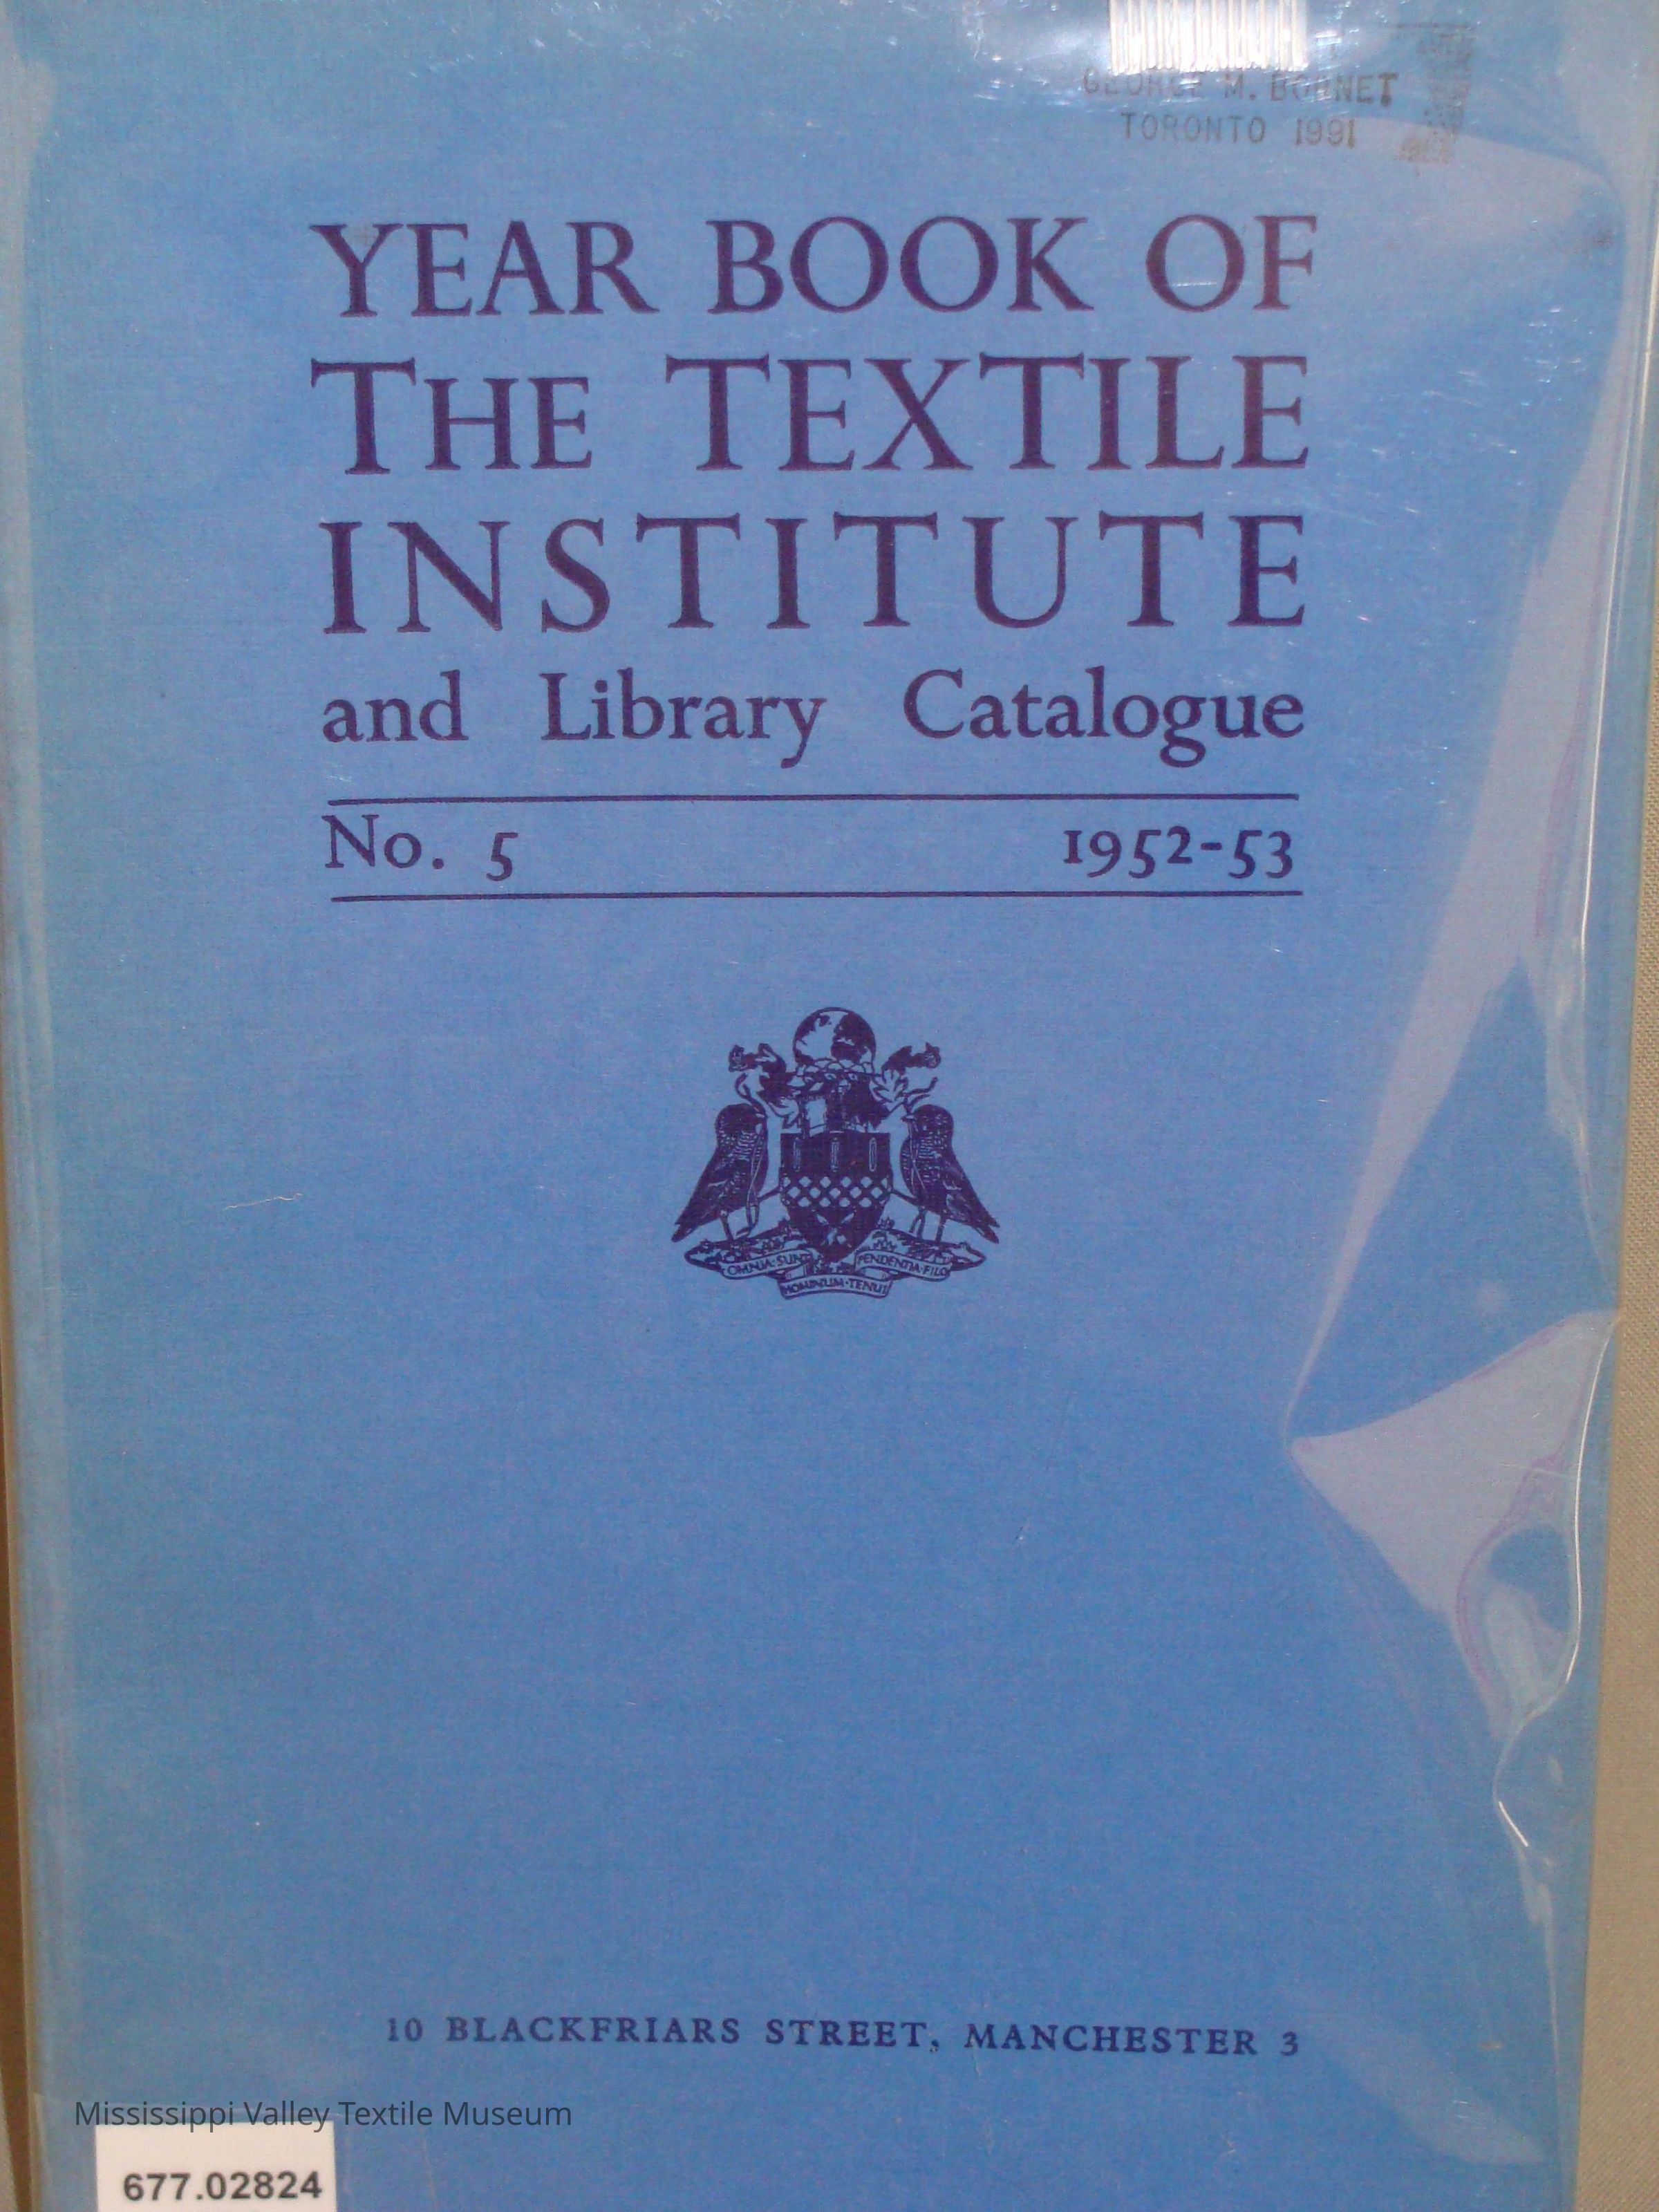 GEORGE M. BORNET
TORONTO 1991
YEAR BOOK OF
THE TEXTILE
INSTITUTE
and Library Catalogue
No. 5 1952-53
OMNIA·SUNT
PENDENTIA·FILO
HOMINUM·TENUI
10 BLACKFRIARS STREET, MANCHESTER 3
Mississippi Valley Textile Museum
677.02824